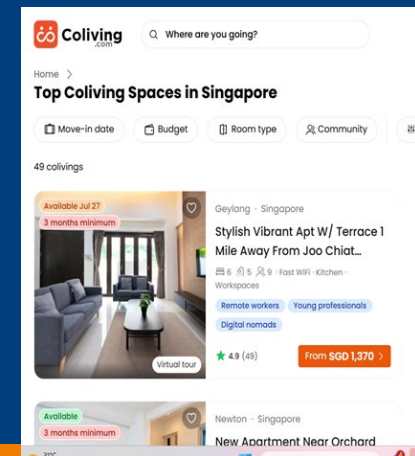 Coliving
.com
Where are you going?
Home >
Top Coliving Spaces in Singapore
Move-in date
Budget
Room type
Community
49 colivings
Available Jul 27
3 months minimum
Virtual tour
Geylang · Singapore
Stylish Vibrant Apt W/ Terrace 1
Mile Away From Joo Chiat...
6 5 9 · Fast WiFi · Kitchen ·
Workspaces
Remote workers
Young professionals
Digital nomads
4.9 (49)
From SGD 1,370 >
Available
3 months minimum
Newton · Singapore
New Apartment Near Orchard
31°C